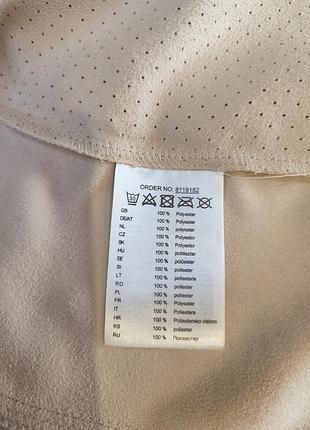 ORDER NO: 8119182
GB 100 % Polyester
DE/AT 100 % Polyester
NL 100 % Polyester
CZ 100 % Polyester
SK 100 % Polyester
HU 100 % poliészter
EE 100 % polüester
SI 100 % poliester
LT 100 % poliesteris
RO 100 % poliester
PL 100 % poliester
FR 100 % polyester
IT 100 % Poliestere
HR 100 % Poliestersko vlakno
RS 100 % poliester
RU 100 % Полиэстер